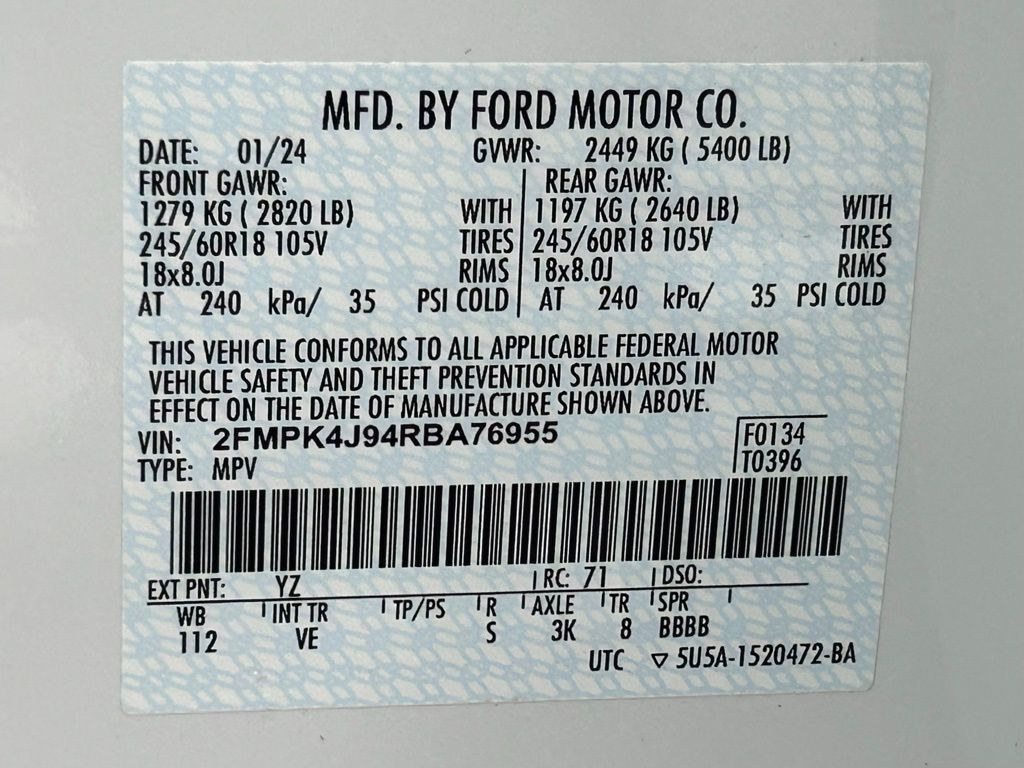 MFD. BY FORD MOTOR CO.
DATE: 01/24 GVWR: 2449 KG ( 5400 LB)
FRONT GAWR: REAR GAWR:
1279 KG ( 2820 LB) WITH 1197 KG ( 2640 LB) WITH
245/60R18 105V TIRES 245/60R18 105V TIRES
18x8.0J RIMS 18x8.0J RIMS
AT 240 kPa/ 35 PSI COLD AT 240 kPa/ 35 PSI COLD
THIS VEHICLE CONFORMS TO ALL APPLICABLE FEDERAL MOTOR
VEHICLE SAFETY AND THEFT PREVENTION STANDARDS IN
EFFECT ON THE DATE OF MANUFACTURE SHOWN ABOVE.
VIN: 2FMPK4J94RBA76955 F0134
TYPE: MPV T0396
EXT PNT: YZ RC: 71 DSO:
WB INT TR TP/PS R AXLE TR SPR
112 VE S 3K 8 BBBB
UTC ▽ 5U5A-1520472-BA